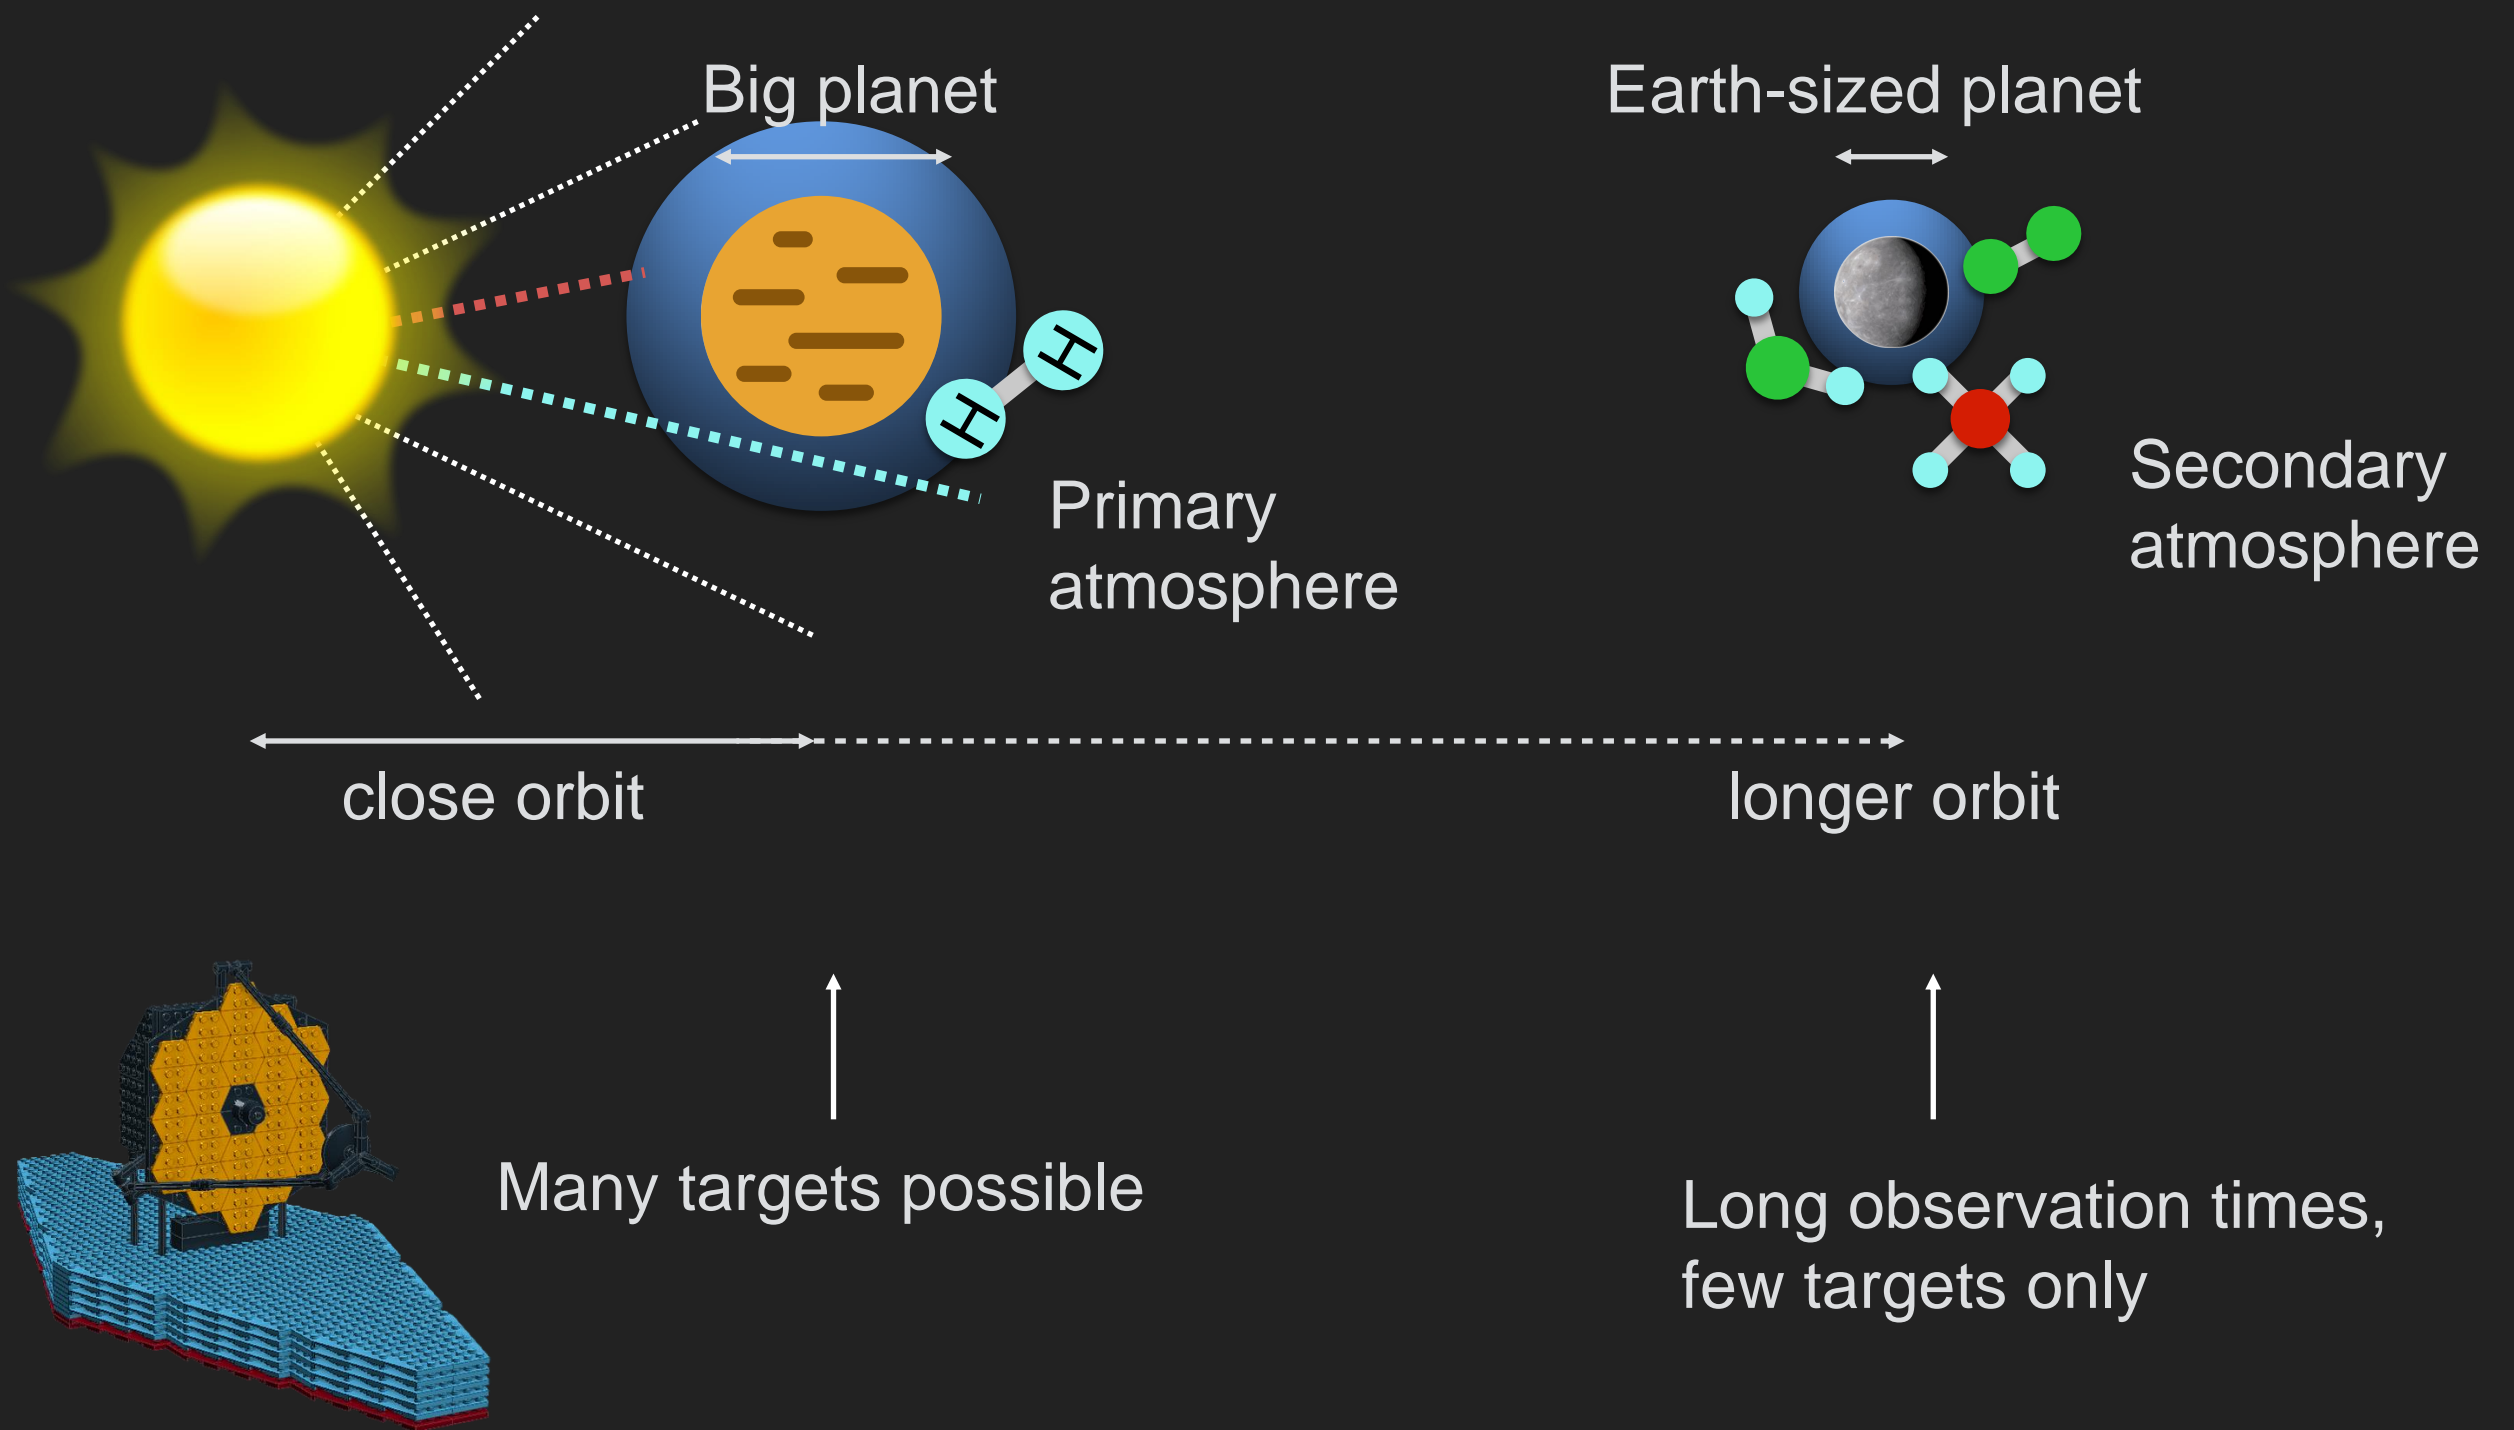 Big planet
Earth-sized planet
H
H
Primary
atmosphere
Secondary
atmosphere
close orbit
longer orbit
Many targets possible
Long observation times,
few targets only